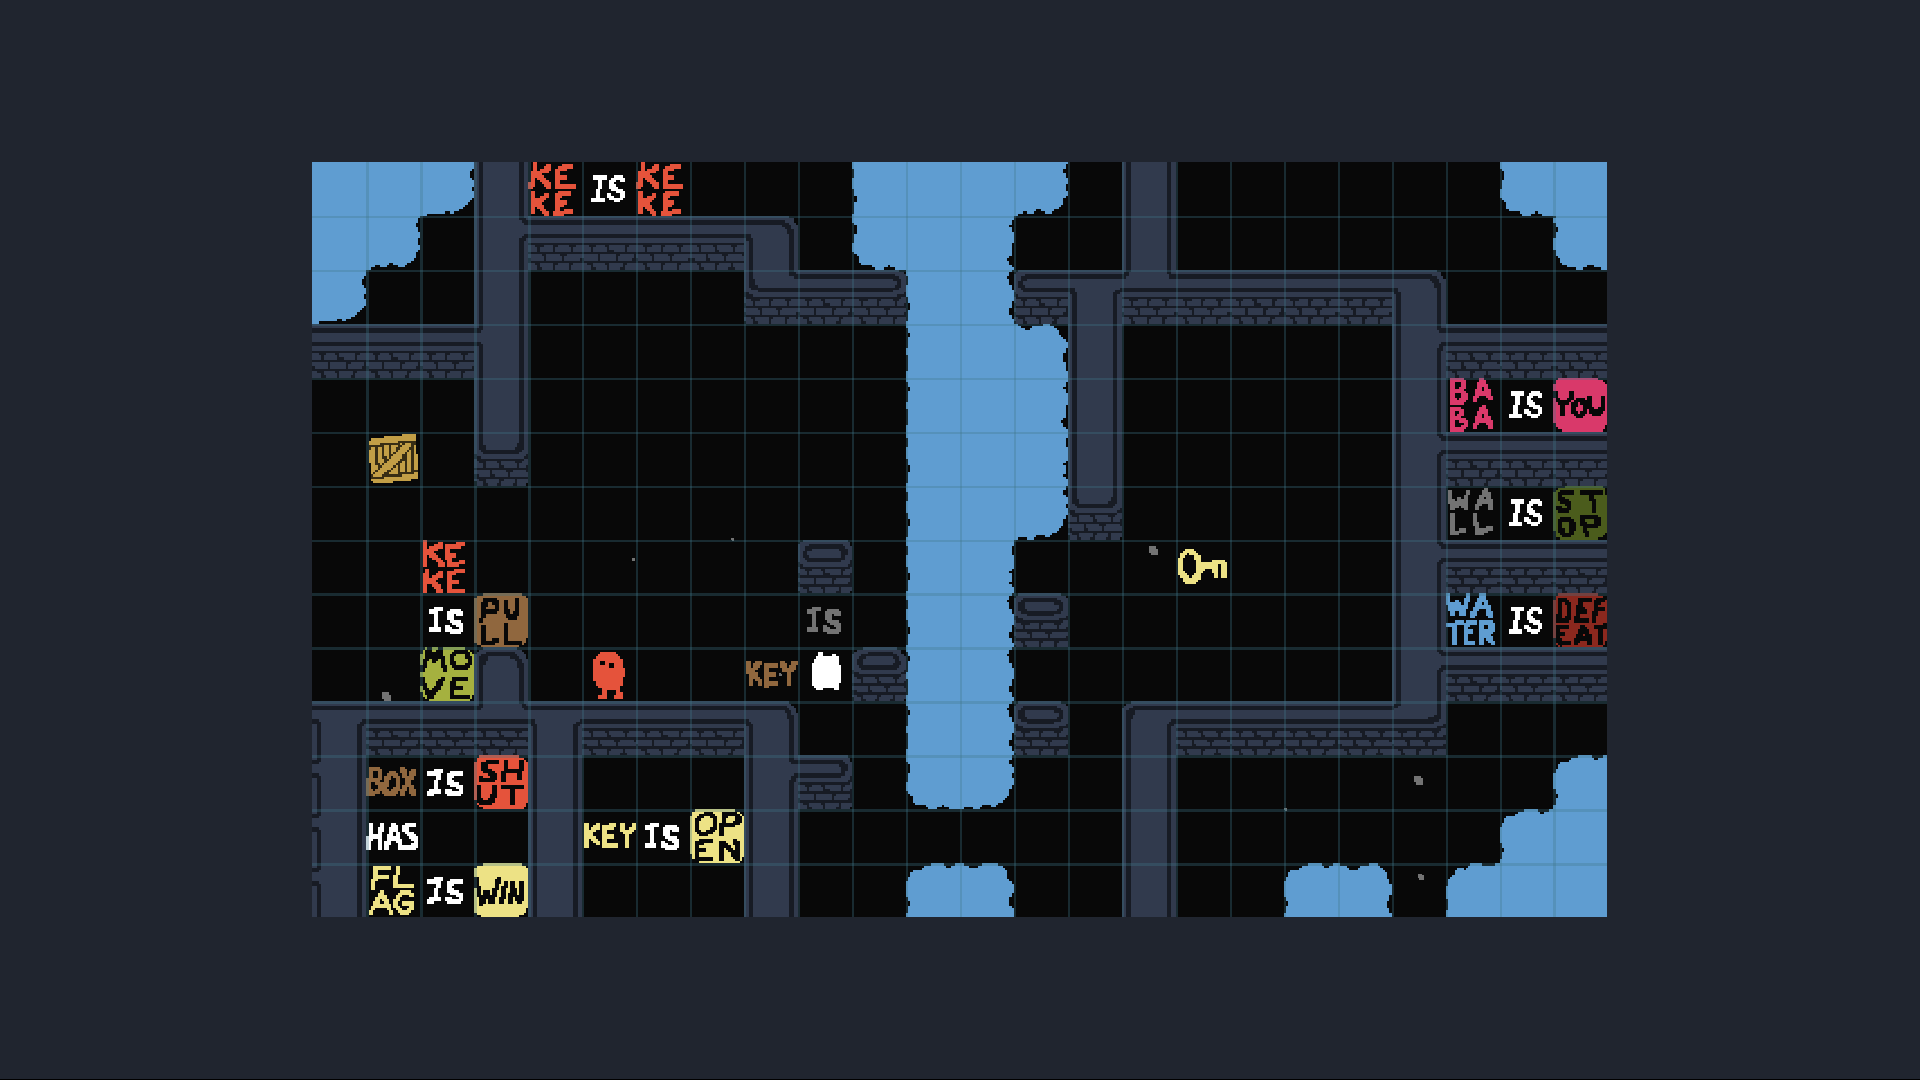 KEKE IS KEKE
BABA IS YOU
WALL IS STOP
KEKE
IS PULL IS WATER IS DEFEAT
MOVE KEY
BOX IS SHUT
HAS KEY IS OPEN
FLAG IS WIN